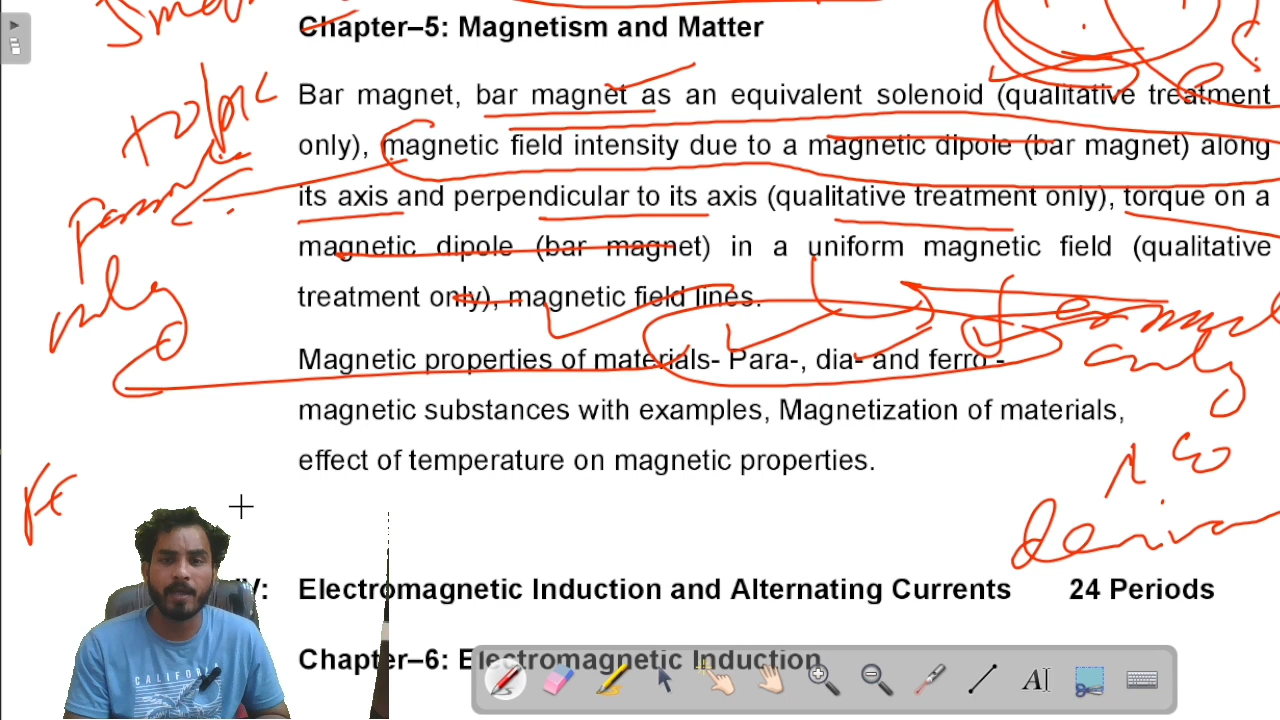 Chapter–5: Magnetism and Matter
topic
Bar magnet, bar magnet as an equivalent solenoid (qualitative treatment
only), magnetic field intensity due to a magnetic dipole (bar magnet) along
its axis and perpendicular to its axis (qualitative treatment only), torque on a
magnetic dipole (bar magnet) in a uniform magnetic field (qualitative
only
treatment only), magnetic field lines.
Magnetic properties of materials- Para-, dia- and ferro -
only
magnetic substances with examples, Magnetization of materials,
effect of temperature on magnetic properties.
NO
IV: Electromagnetic Induction and Alternating Currents 24 Periods
Chapter–6: Electromagnetic Induction
CALIFORNIA
AI